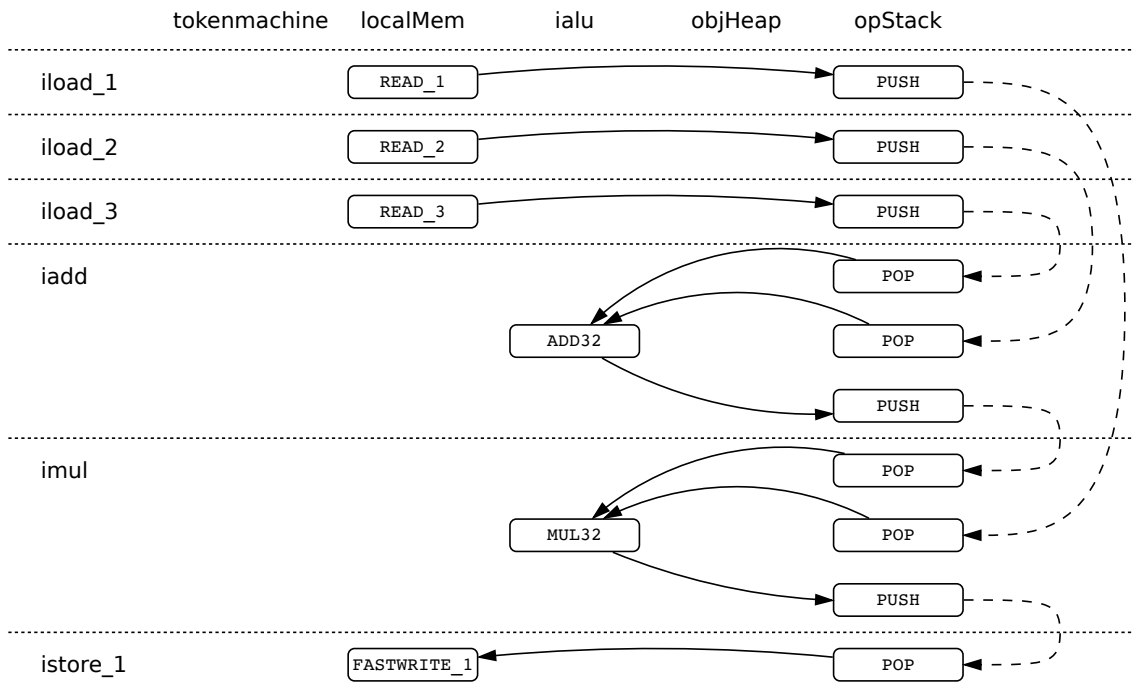 tokenmachine localMem ialu objHeap opStack
iload_1 READ_1 PUSH
iload_2 READ_2 PUSH
iload_3 READ_3 PUSH
iadd POP
ADD32 POP
PUSH
imul POP
MUL32 POP
PUSH
istore_1 FASTWRITE_1 POP